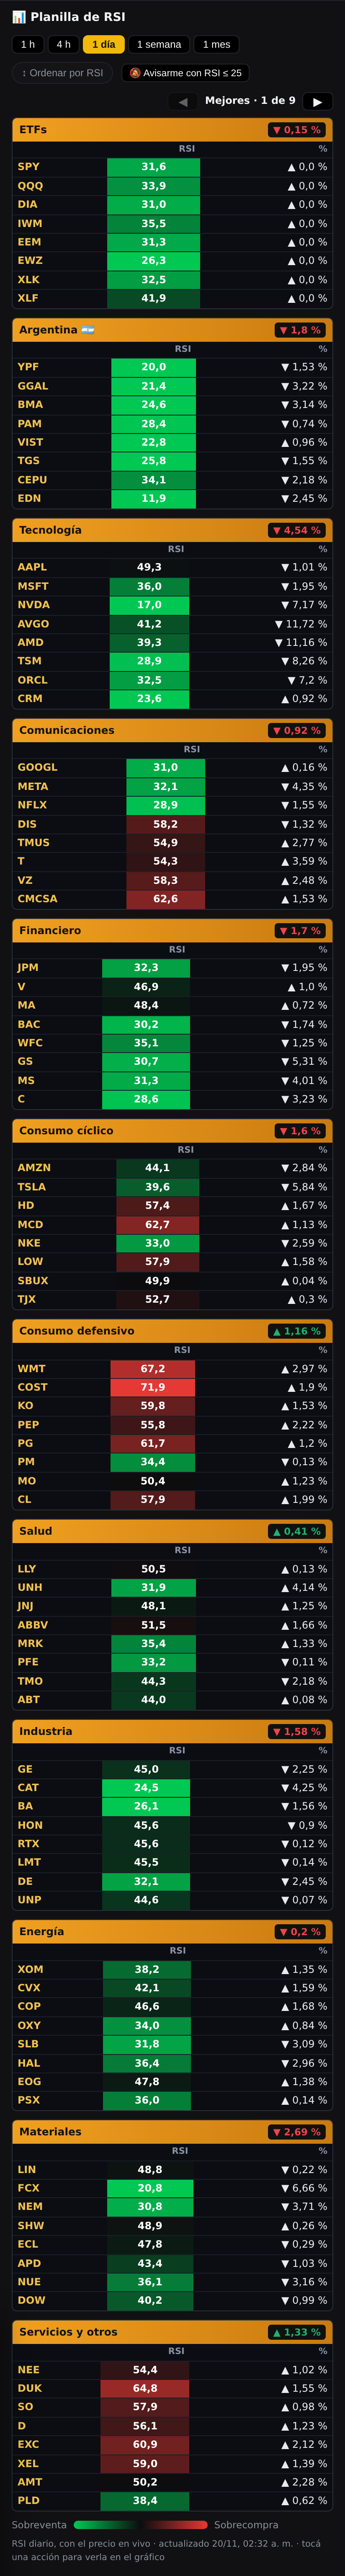 📊 Planilla de RSI
1 h 4 h 1 día 1 semana 1 mes
↕ Ordenar por RSI 🔕 Avisarme con RSI ≤ 25
◀ Mejores · 1 de 9 ▶
ETFs ▼ 0,15 %
RSI %
SPY 31,6 ▲ 0,0 %
QQQ 33,9 ▲ 0,0 %
DIA 31,0 ▲ 0,0 %
IWM 35,5 ▲ 0,0 %
EEM 31,3 ▲ 0,0 %
EWZ 26,3 ▲ 0,0 %
XLK 32,5 ▲ 0,0 %
XLF 41,9 ▲ 0,0 %
Argentina 🇦🇷 ▼ 1,8 %
RSI %
YPF 20,0 ▼ 1,53 %
GGAL 21,4 ▼ 3,22 %
BMA 24,6 ▼ 3,14 %
PAM 28,4 ▼ 0,74 %
VIST 22,8 ▲ 0,96 %
TGS 25,8 ▼ 1,55 %
CEPU 34,1 ▼ 2,18 %
EDN 11,9 ▼ 2,45 %
Tecnología ▼ 4,54 %
RSI %
AAPL 49,3 ▼ 1,01 %
MSFT 36,0 ▼ 1,95 %
NVDA 17,0 ▼ 7,17 %
AVGO 41,2 ▼ 11,72 %
AMD 39,3 ▼ 11,16 %
TSM 28,9 ▼ 8,26 %
ORCL 32,5 ▼ 7,2 %
CRM 23,6 ▲ 0,92 %
Comunicaciones ▼ 0,92 %
RSI %
GOOGL 31,0 ▲ 0,16 %
META 32,1 ▼ 4,35 %
NFLX 28,9 ▼ 1,55 %
DIS 58,2 ▼ 1,32 %
TMUS 54,9 ▲ 2,77 %
T 54,3 ▲ 3,59 %
VZ 58,3 ▲ 2,48 %
CMCSA 62,6 ▲ 1,53 %
Financiero ▼ 1,7 %
RSI %
JPM 32,3 ▼ 1,95 %
V 46,9 ▲ 1,0 %
MA 48,4 ▲ 0,72 %
BAC 30,2 ▼ 1,74 %
WFC 35,1 ▼ 1,25 %
GS 30,7 ▼ 5,31 %
MS 31,3 ▼ 4,01 %
C 28,6 ▼ 3,23 %
Consumo cíclico ▼ 1,6 %
RSI %
AMZN 44,1 ▼ 2,84 %
TSLA 39,6 ▼ 5,84 %
HD 57,4 ▲ 1,67 %
MCD 62,7 ▲ 1,13 %
NKE 33,0 ▼ 2,59 %
LOW 57,9 ▲ 1,58 %
SBUX 49,9 ▲ 0,04 %
TJX 52,7 ▲ 0,3 %
Consumo defensivo ▲ 1,16 %
RSI %
WMT 67,2 ▲ 2,97 %
COST 71,9 ▲ 1,9 %
KO 59,8 ▲ 1,53 %
PEP 55,8 ▲ 2,22 %
PG 61,7 ▲ 1,2 %
PM 34,4 ▼ 0,13 %
MO 50,4 ▲ 1,23 %
CL 57,9 ▲ 1,99 %
Salud ▲ 0,41 %
RSI %
LLY 50,5 ▲ 0,13 %
UNH 31,9 ▲ 4,14 %
JNJ 48,1 ▲ 1,25 %
ABBV 51,5 ▲ 1,66 %
MRK 35,4 ▲ 1,33 %
PFE 33,2 ▼ 0,11 %
TMO 44,3 ▼ 2,18 %
ABT 44,0 ▲ 0,08 %
Industria ▼ 1,58 %
RSI %
GE 45,0 ▼ 2,25 %
CAT 24,5 ▼ 4,25 %
BA 26,1 ▼ 1,56 %
HON 45,6 ▼ 0,9 %
RTX 45,6 ▼ 0,12 %
LMT 45,5 ▼ 0,14 %
DE 32,1 ▼ 2,45 %
UNP 44,6 ▼ 0,07 %
Energía ▼ 0,2 %
RSI %
XOM 38,2 ▲ 1,35 %
CVX 42,1 ▲ 1,59 %
COP 46,6 ▲ 1,68 %
OXY 34,0 ▲ 0,84 %
SLB 31,8 ▼ 3,09 %
HAL 36,4 ▼ 2,96 %
EOG 47,8 ▲ 1,38 %
PSX 36,0 ▲ 0,14 %
Materiales ▼ 2,69 %
RSI %
LIN 48,8 ▼ 0,22 %
FCX 20,8 ▼ 6,66 %
NEM 30,8 ▼ 3,71 %
SHW 48,9 ▲ 0,26 %
ECL 47,8 ▼ 0,29 %
APD 43,4 ▼ 1,03 %
NUE 36,1 ▼ 3,16 %
DOW 40,2 ▼ 0,99 %
Servicios y otros ▲ 1,33 %
RSI %
NEE 54,4 ▲ 1,02 %
DUK 64,8 ▲ 1,55 %
SO 57,9 ▲ 0,98 %
D 56,1 ▲ 1,23 %
EXC 60,9 ▲ 2,12 %
XEL 59,0 ▲ 1,39 %
AMT 50,2 ▲ 2,28 %
PLD 38,4 ▲ 0,62 %
Sobreventa Sobrecompra
RSI diario, con el precio en vivo · actualizado 20/11, 02:32 a. m. · tocá
una acción para verla en el gráfico